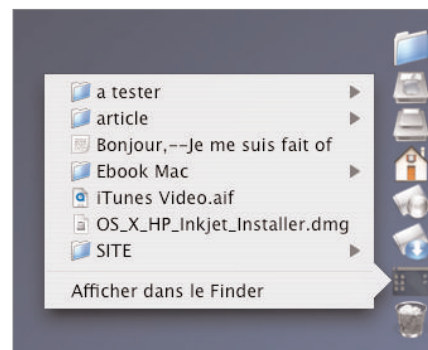 a tester
article
Bonjour,--Je me suis fait of
Ebook Mac
iTunes Video.aif
OS_X_HP_Inkjet_Installer.dmg
SITE
Afficher dans le Finder